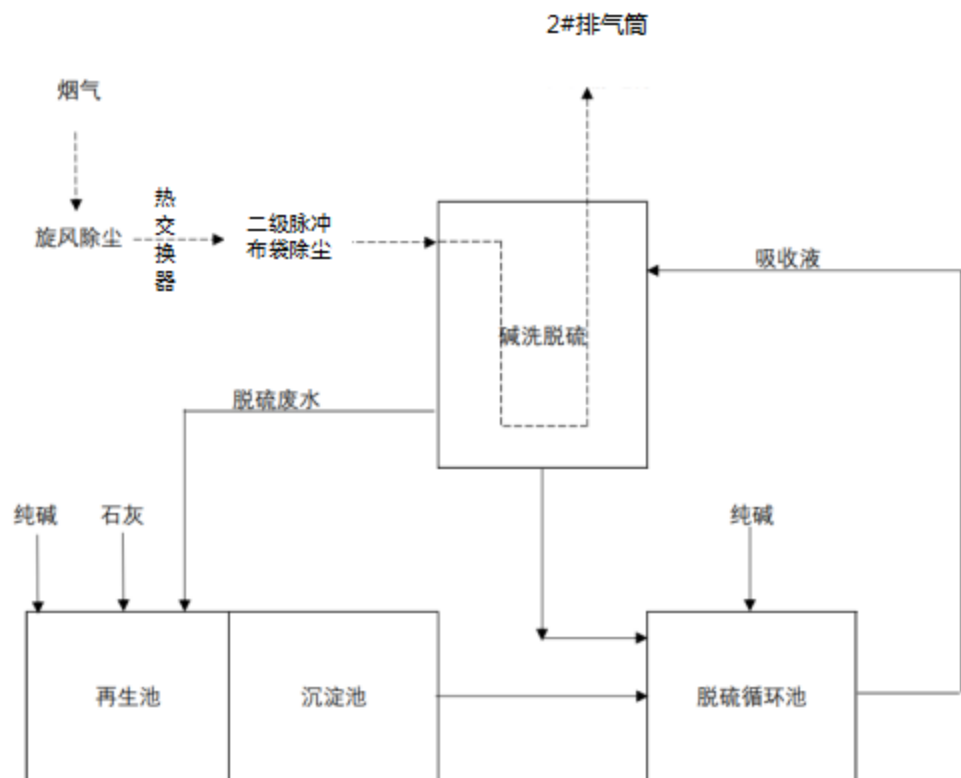 2#排气筒
烟气
旋风除尘
热
交
换
器
二级脉冲
布袋除尘
吸收液
碱洗脱硫
脱硫废水
纯碱
石灰
纯碱
再生池
沉淀池
脱硫循环池